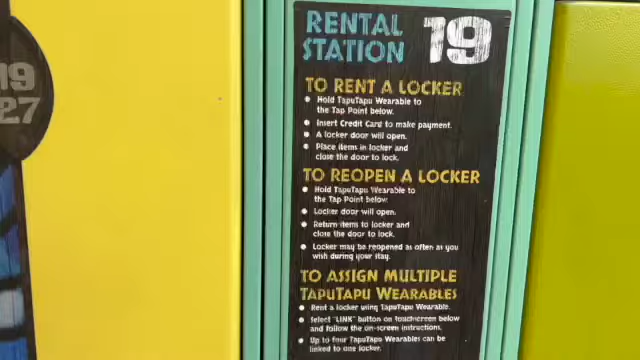 19
27
RENTAL
STATION 19
TO RENT A LOCKER
• Hold TapuTapu Wearable to
the Tap Point below.
• Insert Credit Card to make payment.
• A locker door will open.
• Place items in locker and
close the door to lock.
TO REOPEN A LOCKER
• Hold TapuTapu Wearable to
the Tap Point below.
• Locker door will open.
• Return items to locker and
close the door to lock.
• Locker may be reopened as often as you
wish during your stay.
TO ASSIGN MULTIPLE
TAPUTAPU WEARABLES
• Rent a locker using TapuTapu Wearable.
• Select "LINK" button on touchscreen below
and follow the on-screen instructions.
• Up to four TapuTapu Wearables can be
linked to one locker.